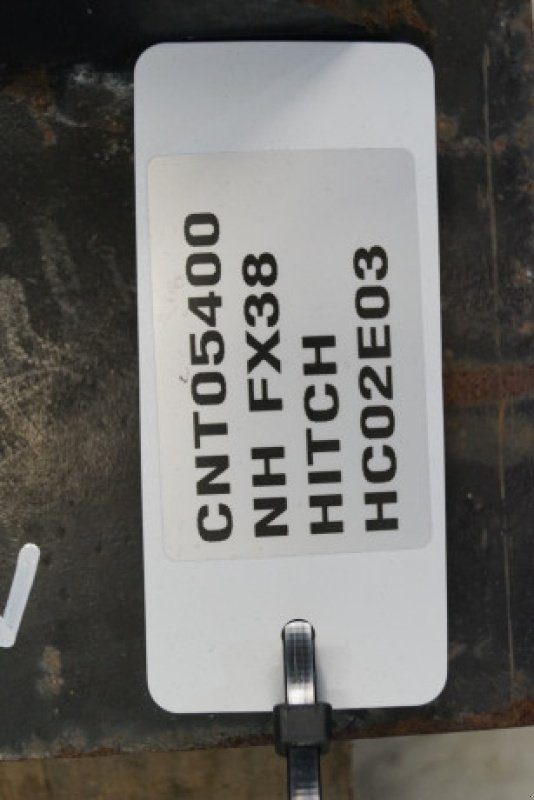 CNT05400
NH FX38
HITCH
HC02E03